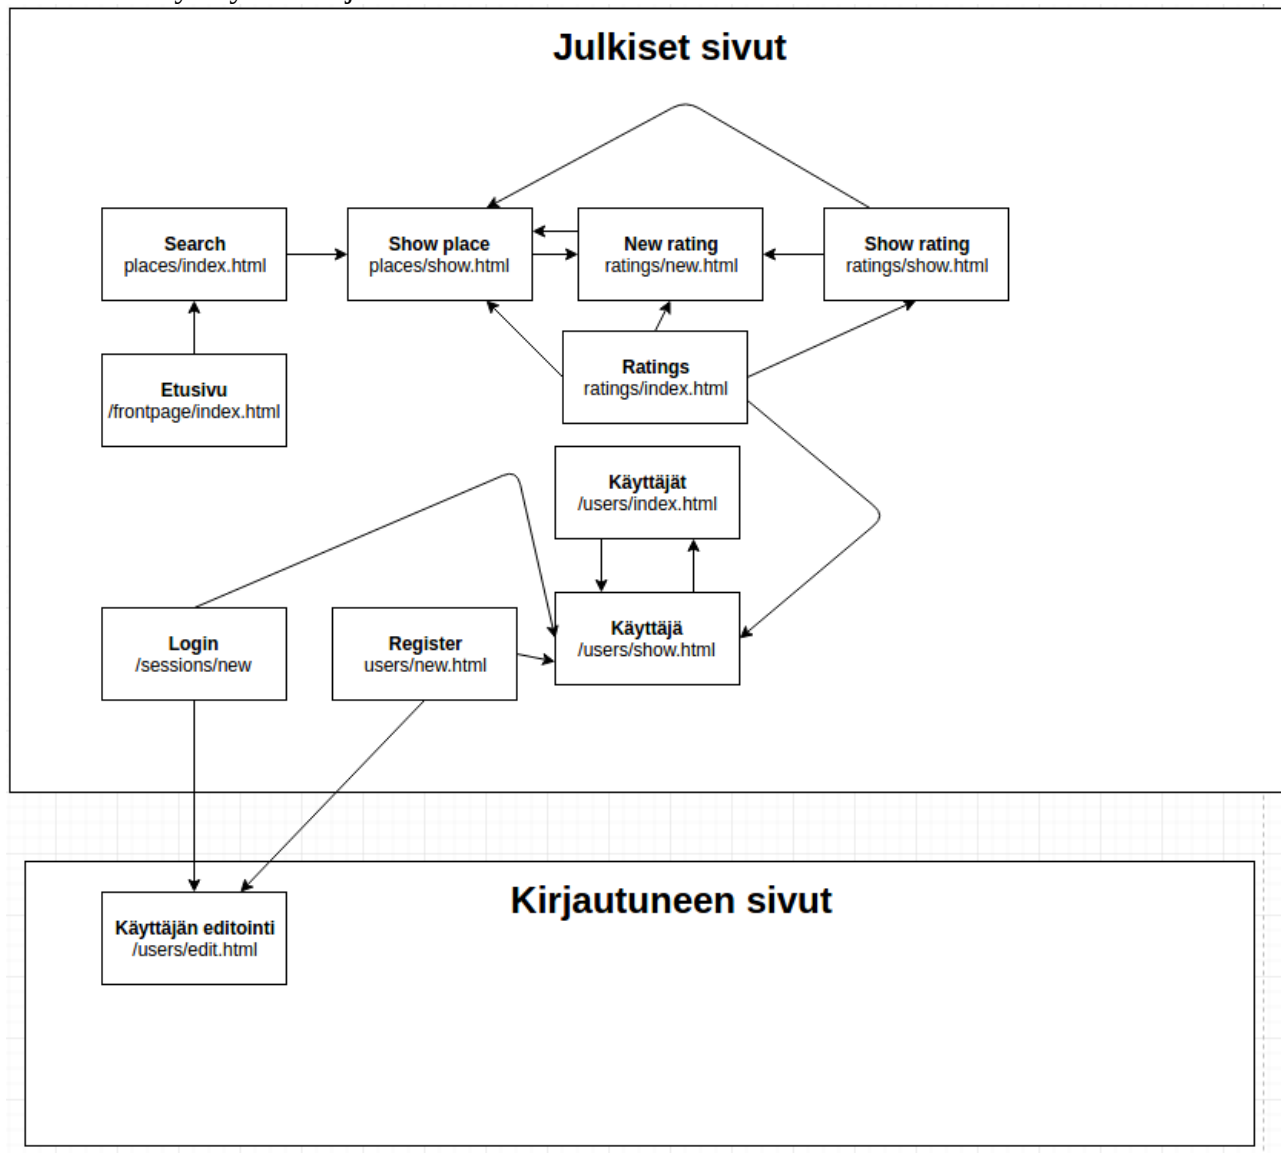 Julkiset sivut
Search
places/index.html
Show place
places/show.html
New rating
ratings/new.html
Show rating
ratings/show.html
Etusivu
/frontpage/index.html
Ratings
ratings/index.html
Käyttäjät
/users/index.html
Login
/sessions/new
Register
users/new.html
Käyttäjä
/users/show.html
Kirjautuneen sivut
Käyttäjän editointi
/users/edit.html